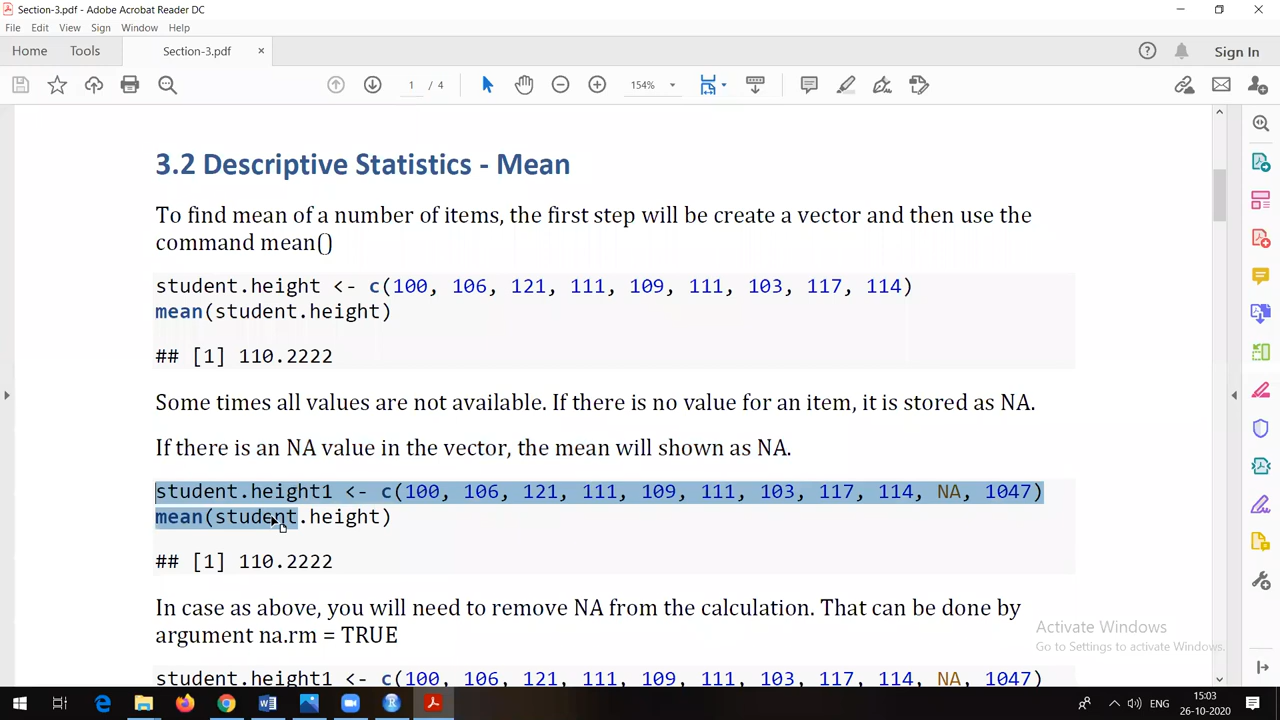 Section-3.pdf - Adobe Acrobat Reader DC
File Edit View Sign Window Help
Home Tools Section-3.pdf × Sign In
1 / 4 154%
3.2 Descriptive Statistics - Mean
To find mean of a number of items, the first step will be create a vector and then use the
command mean()
student.height <- c(100, 106, 121, 111, 109, 111, 103, 117, 114)
mean(student.height)
## [1] 110.2222
Some times all values are not available. If there is no value for an item, it is stored as NA.
If there is an NA value in the vector, the mean will shown as NA.
student.height1 <- c(100, 106, 121, 111, 109, 111, 103, 117, 114, NA, 1047)
mean(student.height)
## [1] 110.2222
In case as above, you will need to remove NA from the calculation. That can be done by
argument na.rm = TRUE
Activate Windows
Go to Settings to activate Windows.
student.height1 <- c(100, 106, 121, 111, 109, 111, 103, 117, 114, NA, 1047)
ENG
15:03
26-10-2020